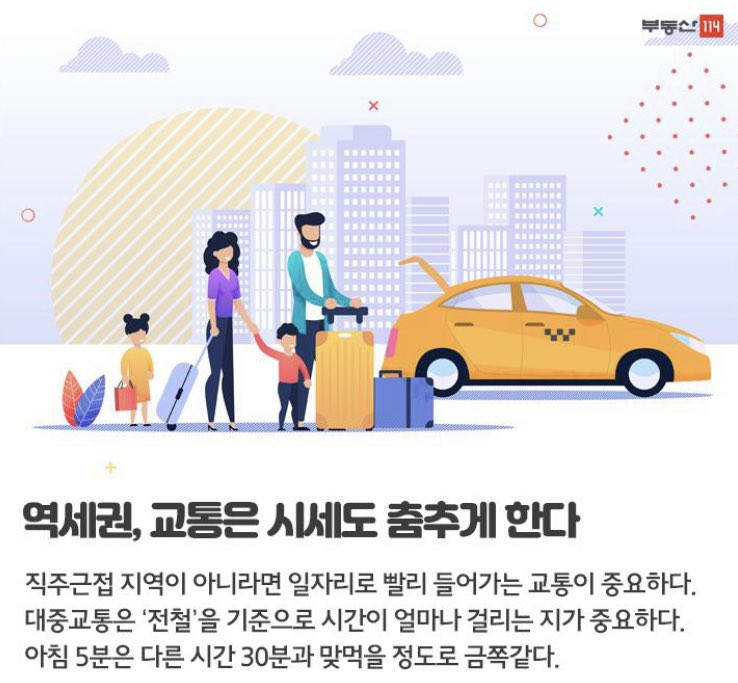 부동산114
역세권, 교통은 시세도 춤추게 한다
직주근접 지역이 아니라면 일자리로 빨리 들어가는 교통이 중요하다.
대중교통은 ‘전철’을 기준으로 시간이 얼마나 걸리는 지가 중요하다.
아침 5분은 다른 시간 30분과 맞먹을 정도로 금쪽같다.